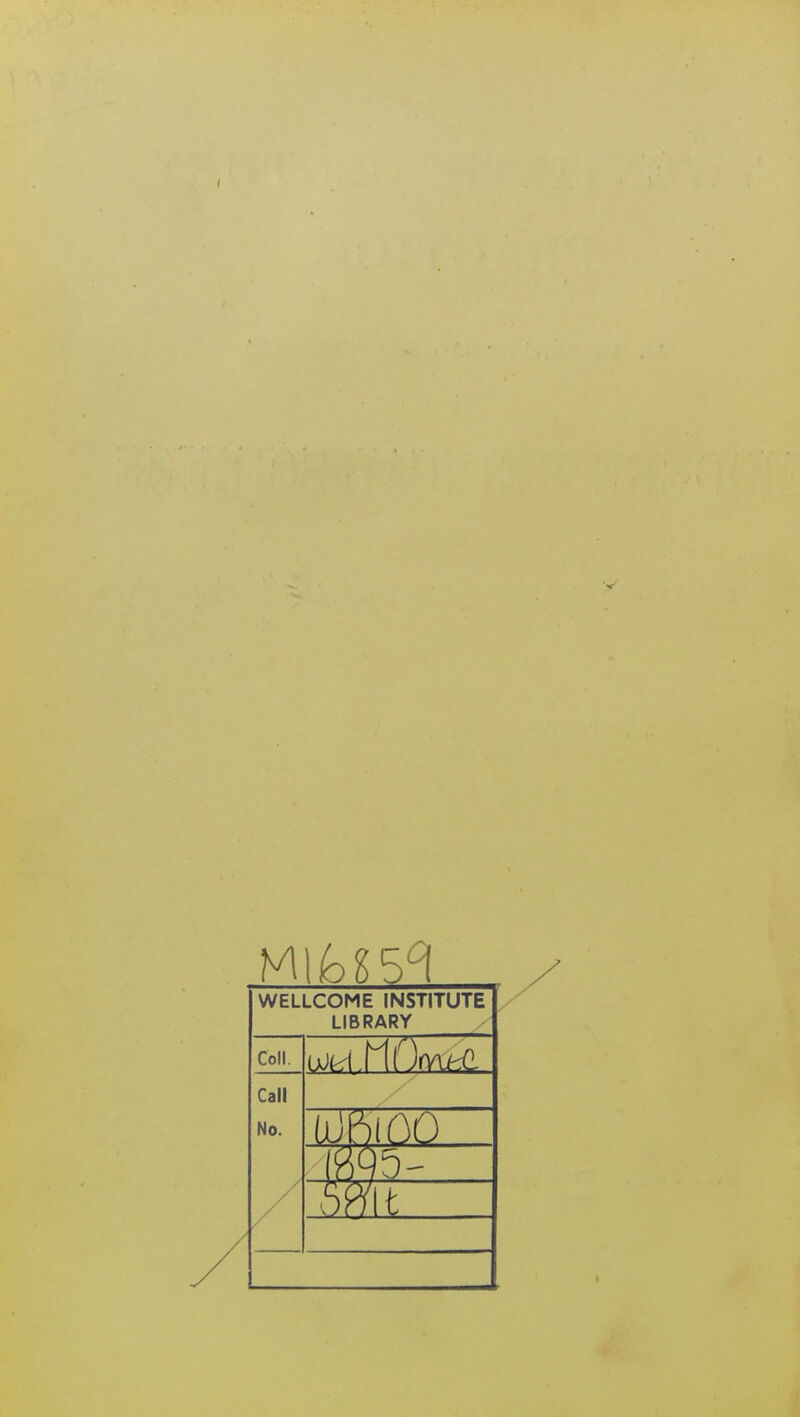 M16859
WELLCOME INSTITUTE
LIBRARY
Coll. welMOmec
Call
No. WB100
1895-
S81t